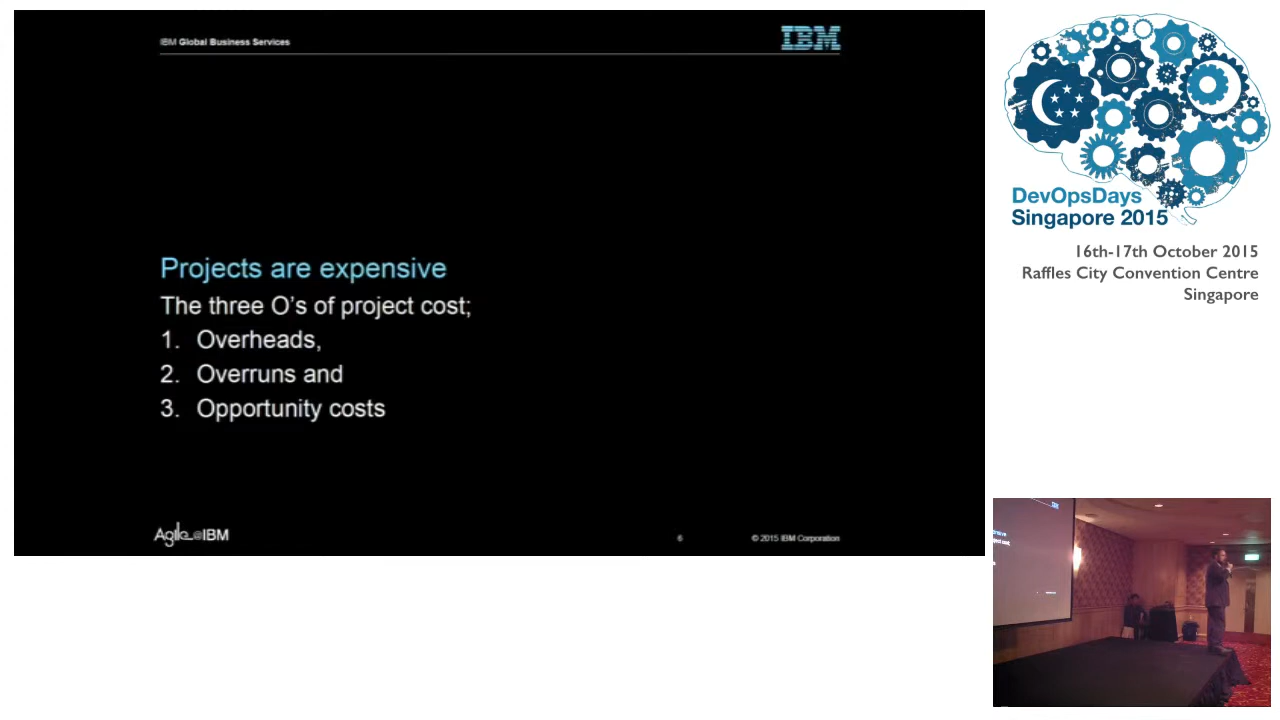 IBM Global Business Services
IBM
Projects are expensive
The three O's of project cost;
1. Overheads,
2. Overruns and
3. Opportunity costs
Agile@IBM
6
© 2015 IBM Corporation
DevOpsDays
Singapore 2015
16th-17th October 2015
Raffles City Convention Centre
Singapore